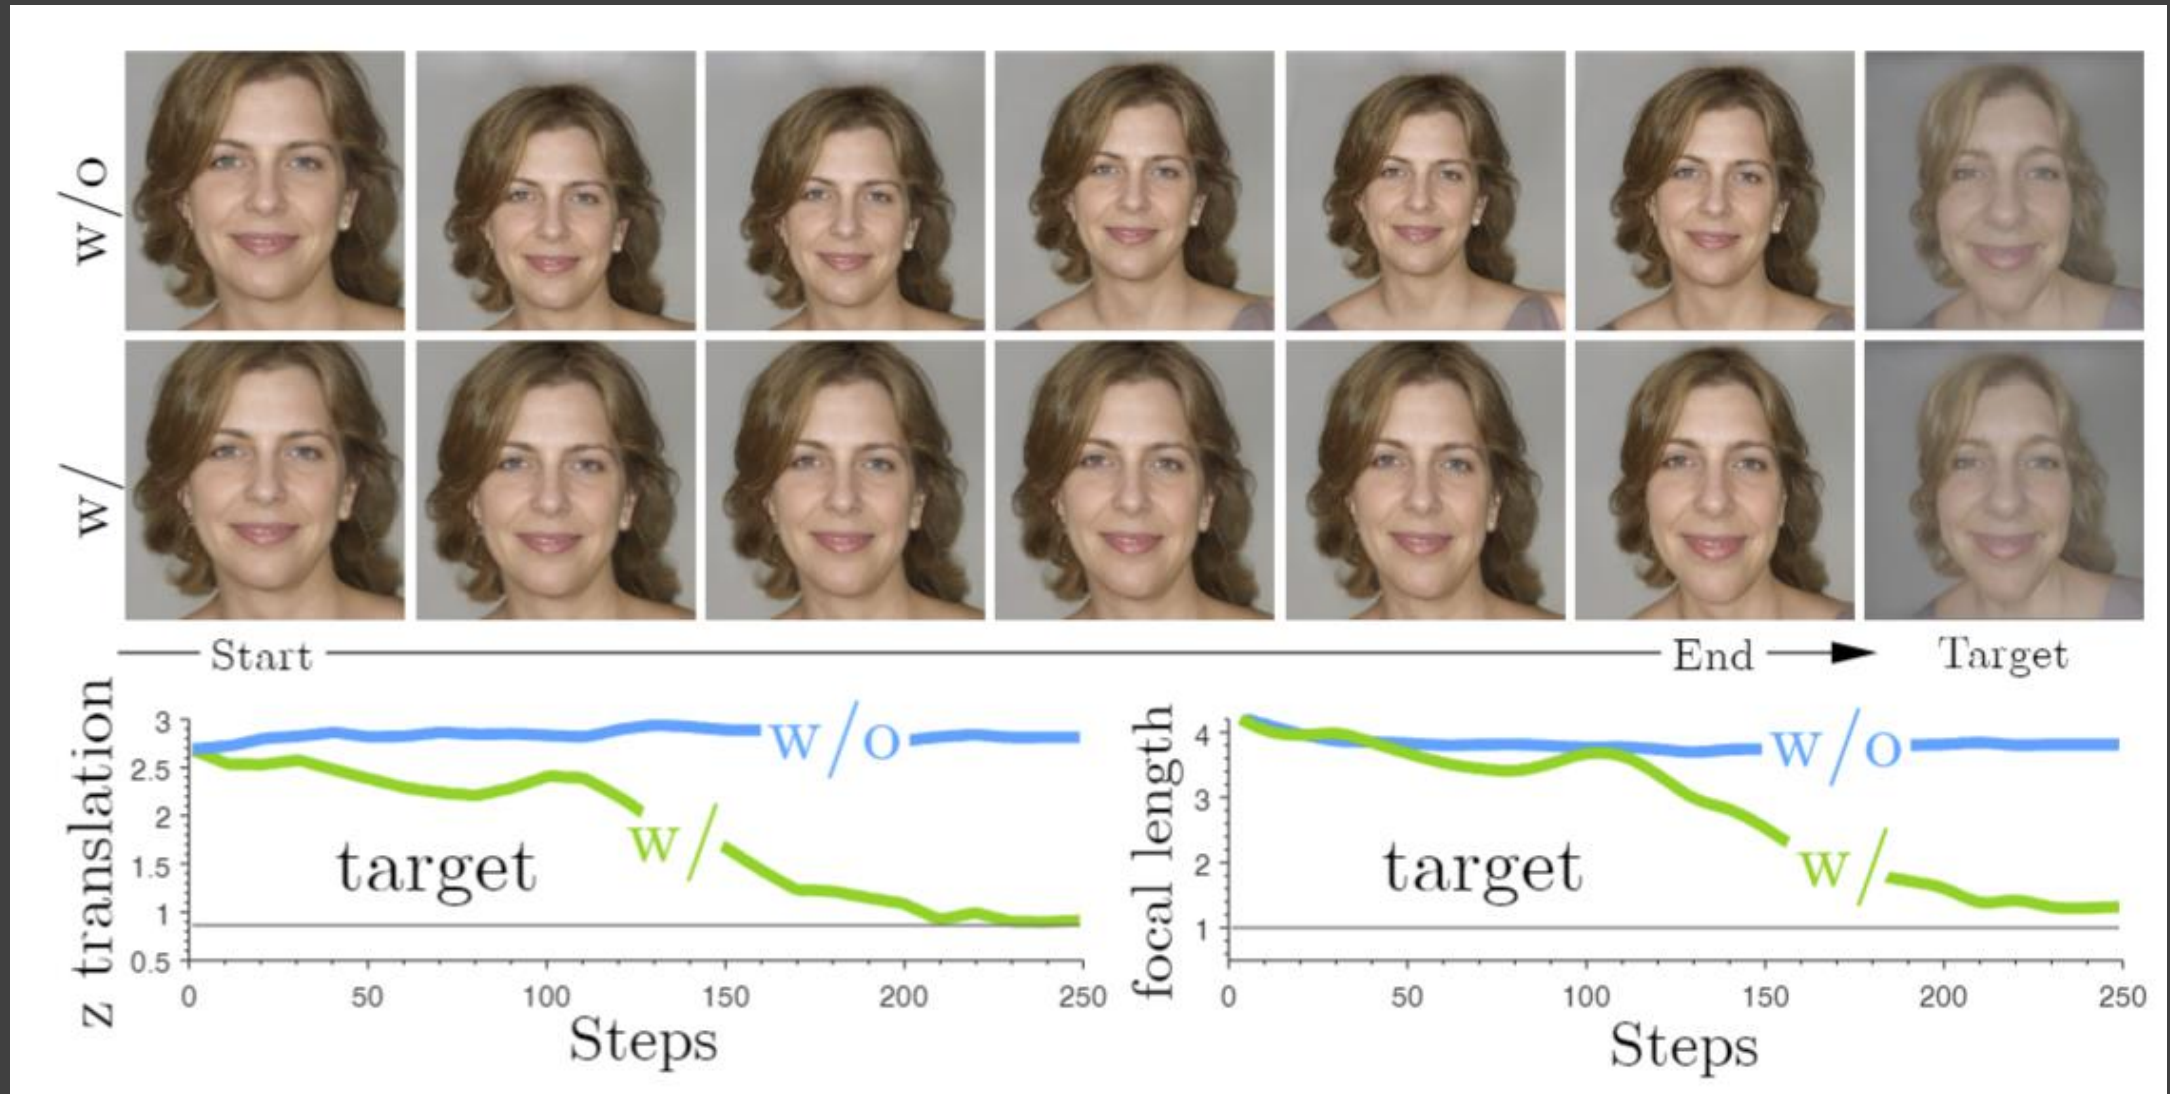 w/o
w/
Start
End
Target
z translation
3
2.5
2
1.5
1
0.5
w/o
w/
target
0
50
100
150
200
250
Steps
focal length
4
3
2
1
w/o
w/
target
0
50
100
150
200
250
Steps